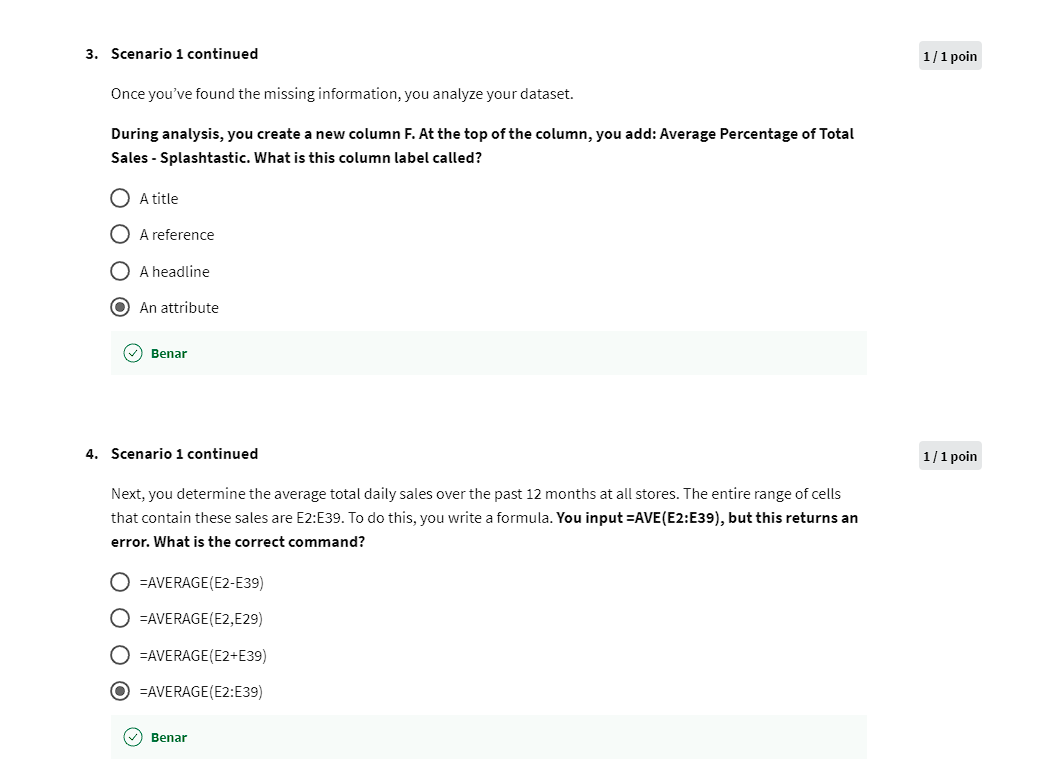 3. Scenario 1 continued
1 / 1 poin
Once you’ve found the missing information, you analyze your dataset.
During analysis, you create a new column F. At the top of the column, you add: Average Percentage of Total
Sales - Splashtastic. What is this column label called?
A title
A reference
A headline
An attribute
Benar
4. Scenario 1 continued
1 / 1 poin
Next, you determine the average total daily sales over the past 12 months at all stores. The entire range of cells
that contain these sales are E2:E39. To do this, you write a formula. You input =AVE(E2:E39), but this returns an
error. What is the correct command?
=AVERAGE(E2-E39)
=AVERAGE(E2,E29)
=AVERAGE(E2+E39)
=AVERAGE(E2:E39)
Benar